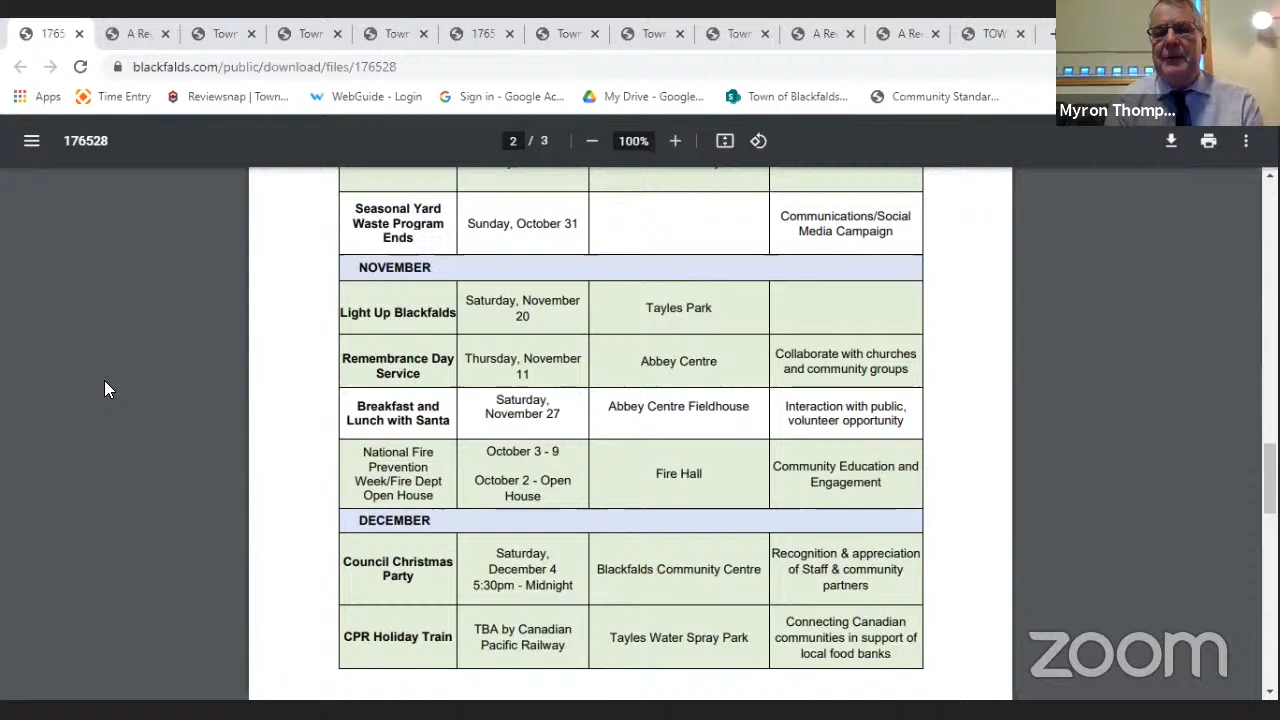 1765
A Re
Towr
Towr
Towr
1765
Towr
Towr
Towr
A Re
A Re
TOW
blackfalds.com/public/download/files/176528
Apps
Time Entry
Reviewsnap | Town...
WebGuide - Login
Sign in - Google Ac...
My Drive - Google...
Town of Blackfalds...
Community Standar...
Myron Thomp...
176528
2 / 3
100%
Seasonal Yard
Waste Program
Ends
Sunday, October 31
Communications/Social
Media Campaign
NOVEMBER
Light Up Blackfalds
Saturday, November
20
Tayles Park
Remembrance Day
Service
Thursday, November
11
Abbey Centre
Collaborate with churches
and community groups
Breakfast and
Lunch with Santa
Saturday,
November 27
Abbey Centre Fieldhouse
Interaction with public,
volunteer opportunity
National Fire
Prevention
Week/Fire Dept
Open House
October 3 - 9
October 2 - Open
House
Fire Hall
Community Education and
Engagement
DECEMBER
Council Christmas
Party
Saturday,
December 4
5:30pm - Midnight
Blackfalds Community Centre
Recognition & appreciation
of Staff & community
partners
CPR Holiday Train
TBA by Canadian
Pacific Railway
Tayles Water Spray Park
Connecting Canadian
communities in support of
local food banks
zoom